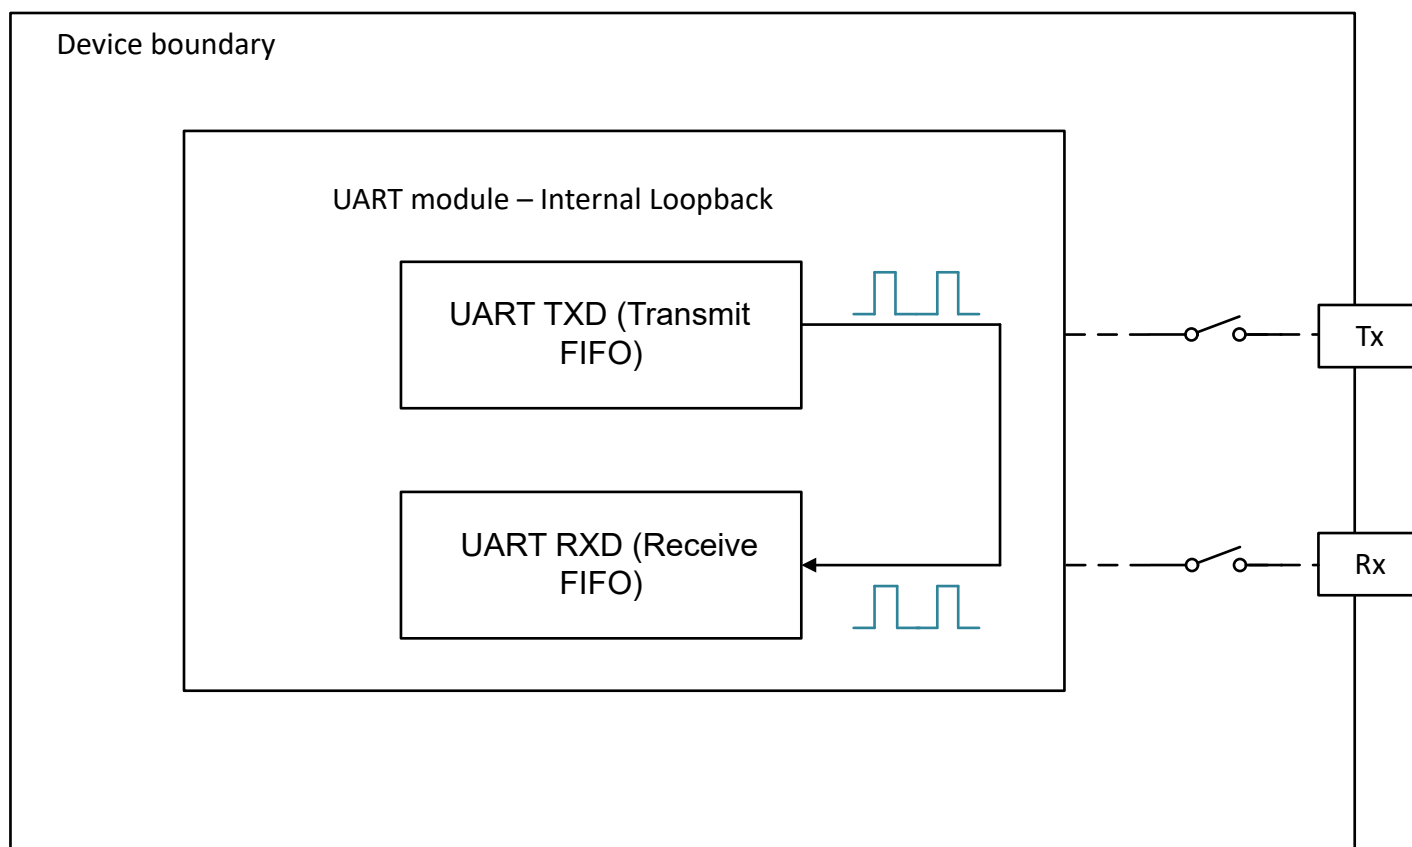 Device boundary
UART module – Internal Loopback
UART TXD (Transmit
FIFO)
Tx
UART RXD (Receive
FIFO)
Rx